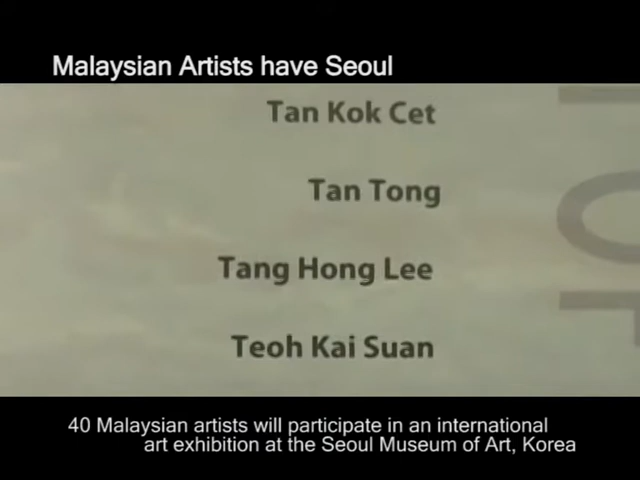 Malaysian Artists have Seoul
Tan Kok Cet
Tan Tong
OF
Tang Hong Lee
Teoh Kai Suan
40 Malaysian artists will participate in an international
art exhibition at the Seoul Museum of Art, Korea